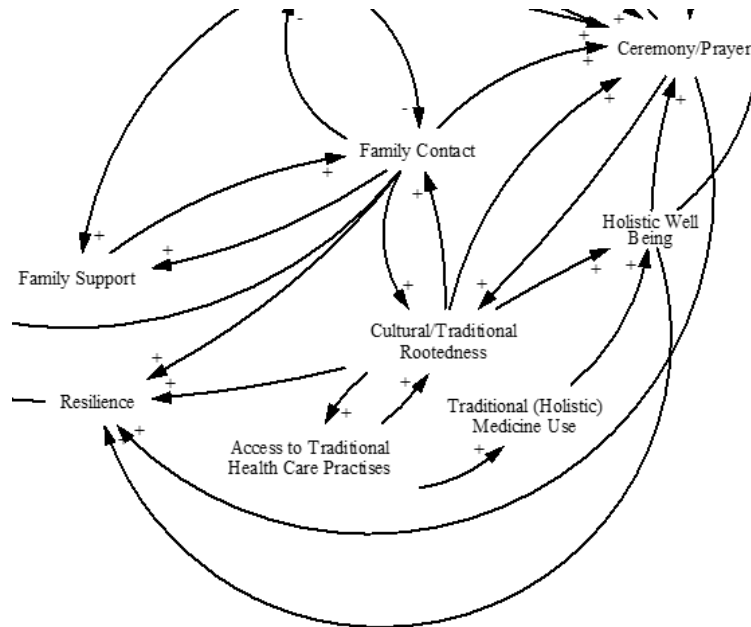 Ceremony/Prayer
Family Contact
Holistic Well
Being
Family Support
Cultural/Traditional
Rootedness
Resilience
Traditional (Holistic)
Medicine Use
Access to Traditional
Health Care Practises